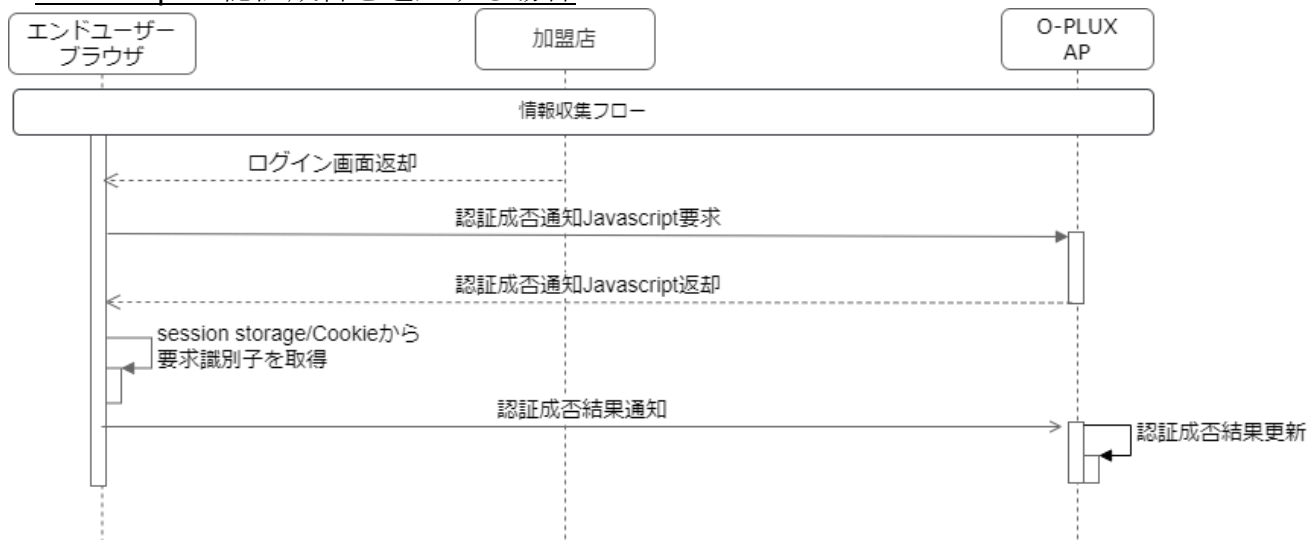 エンドユーザー
ブラウザ
加盟店
O-PLUX
AP
情報収集フロー
ログイン画面返却
認証成否通知Javascript要求
認証成否通知Javascript返却
session storage/Cookieから
要求識別子を取得
認証成否結果通知
認証成否結果更新